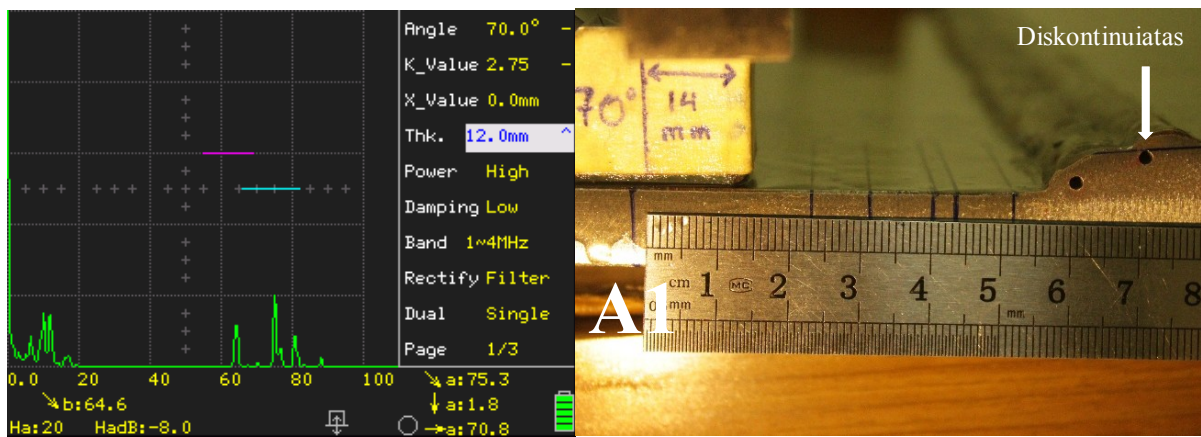 Angle 70.0° -
K_Value 2.75 -
X_Value 0.0mm
Thk. 12.0mm ^
Power High
Damping Low
Band 1~4MHz
Rectify Filter
Dual Single
Page 1/3
0.0 20 40 60 80 100
↘a:75.3
↘b:64.6
↓a:1.8
Ha:20 HadB:-8.0
→a:70.8
Diskontinuiatas
70° 14
mm
mm
cm 1 MC 2 3 4 5 6 7 8
mm mm
A1